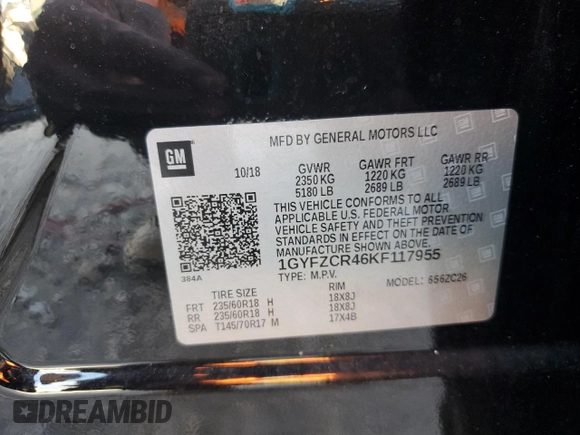 MFD BY GENERAL MOTORS LLC
GM
10/18 GVWR GAWR FRT GAWR RR
2350 KG 1220 KG 1220 KG
5180 LB 2689 LB 2689 LB
THIS VEHICLE CONFORMS TO ALL
APPLICABLE U.S. FEDERAL MOTOR
VEHICLE SAFETY AND THEFT PREVENTION
STANDARDS IN EFFECT ON THE DATE OF
MANUFACTURE SHOWN ABOVE.
384A 1GYFZCR46KF117955
TYPE: M.P.V. MODEL: 6562C26
TIRE SIZE RIM
FRT 235/60R18 H 18X8J
RR 235/60R18 H 18X8J
SPA T145/70R17 M 17X4B
DREAMBID